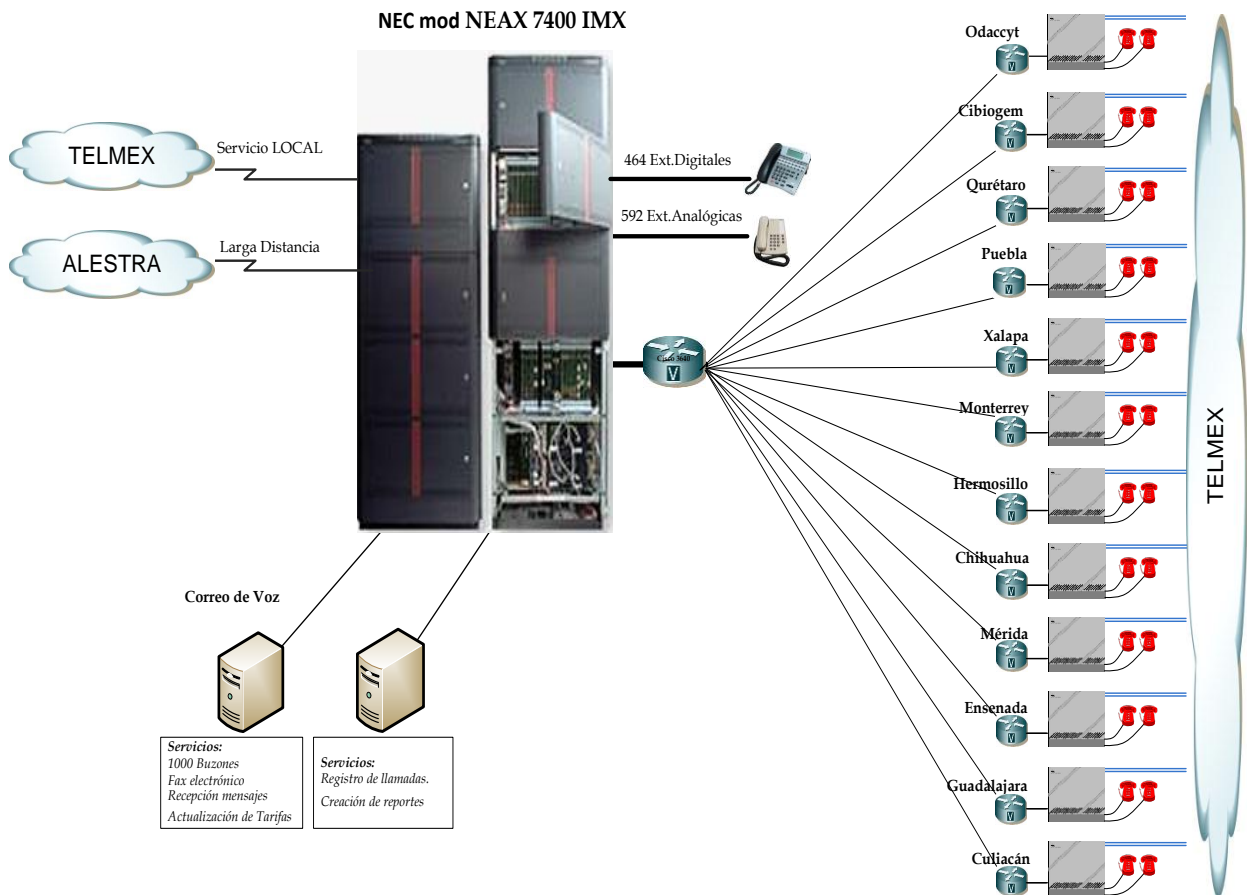 NEC mod NEAX 7400 IMX
TELMEX
Servicio LOCAL
ALESTRA
Larga Distancia
464 Ext.Digitales
592 Ext.Analógicas
Cisco 3640
V
Odaccyt
V
Cibiogem
V
Qurétaro
V
Puebla
V
Xalapa
V
Monterrey
V
Hermosillo
V
Chihuahua
V
Mérida
V
Ensenada
V
Guadalajara
V
Culiacán
V
TELMEX
Correo de Voz
Servicios:
1000 Buzones
Fax electrónico
Recepción mensajes
Actualización de Tarifas
Servicios:
Registro de llamadas.
Creación de reportes